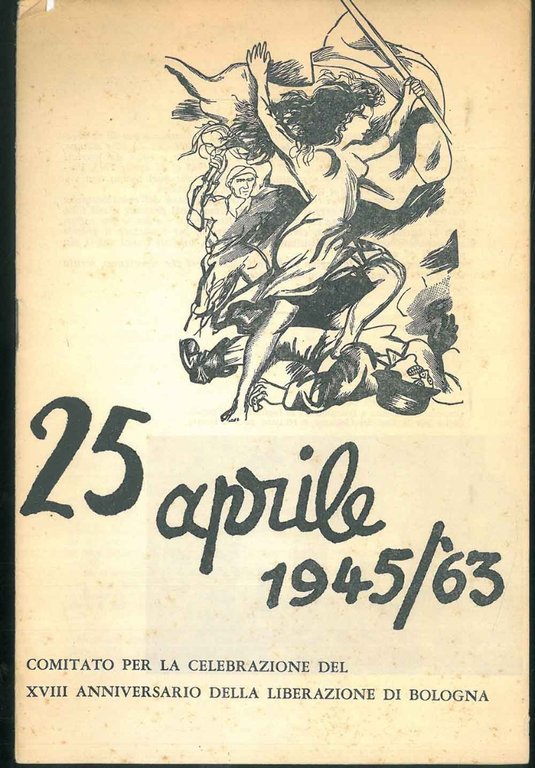 25
aprile
1945/'63
COMITATO PER LA CELEBRAZIONE DEL
XVIII ANNIVERSARIO DELLA LIBERAZIONE DI BOLOGNA